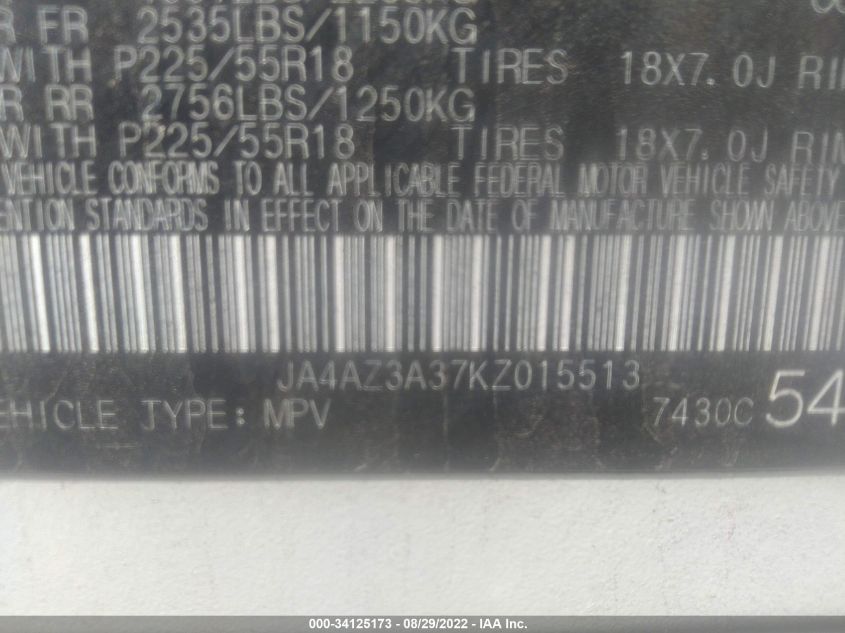 R FR 2535LBS/1150KG
WITH P225/55R18 TIRES 18X7.0J RI
R RR 2756LBS/1250KG
WITH P225/55R18 TIRES 18X7.0J RI
VEHICLE CONFORMS TO ALL APPLICABLE FEDERAL MOTOR VEHICLE SAFETY
ENTION STANDARDS IN EFFECT ON THE DATE OF MANUFACTURE SHOWN ABOVE
JA4AZ3A37KZ015513
EHICLE TYPE: MPV 7430C 54
000-34125173 - 08/29/2022 - IAA Inc.